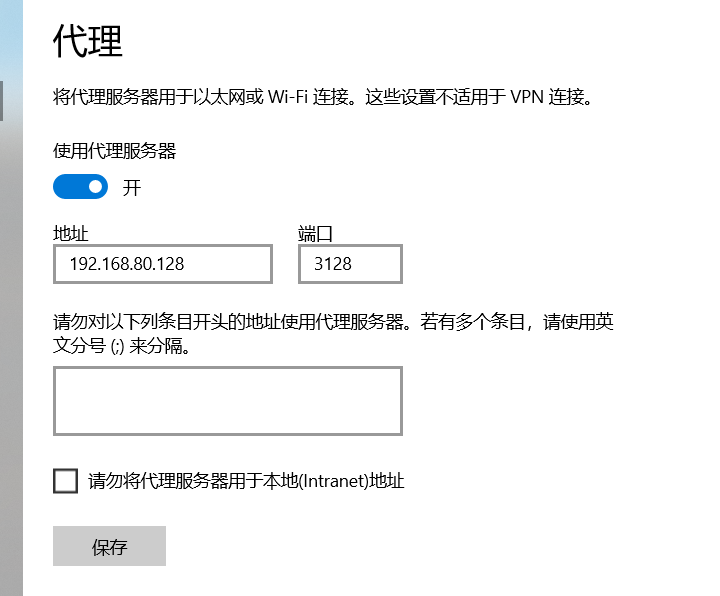 代理
将代理服务器用于以太网或 Wi-Fi 连接。这些设置不适用于 VPN 连接。
使用代理服务器
开
地址 端口
192.168.80.128 3128
请勿对以下列条目开头的地址使用代理服务器。若有多个条目，请使用英
文分号 (;) 来分隔。
请勿将代理服务器用于本地(Intranet)地址
保存